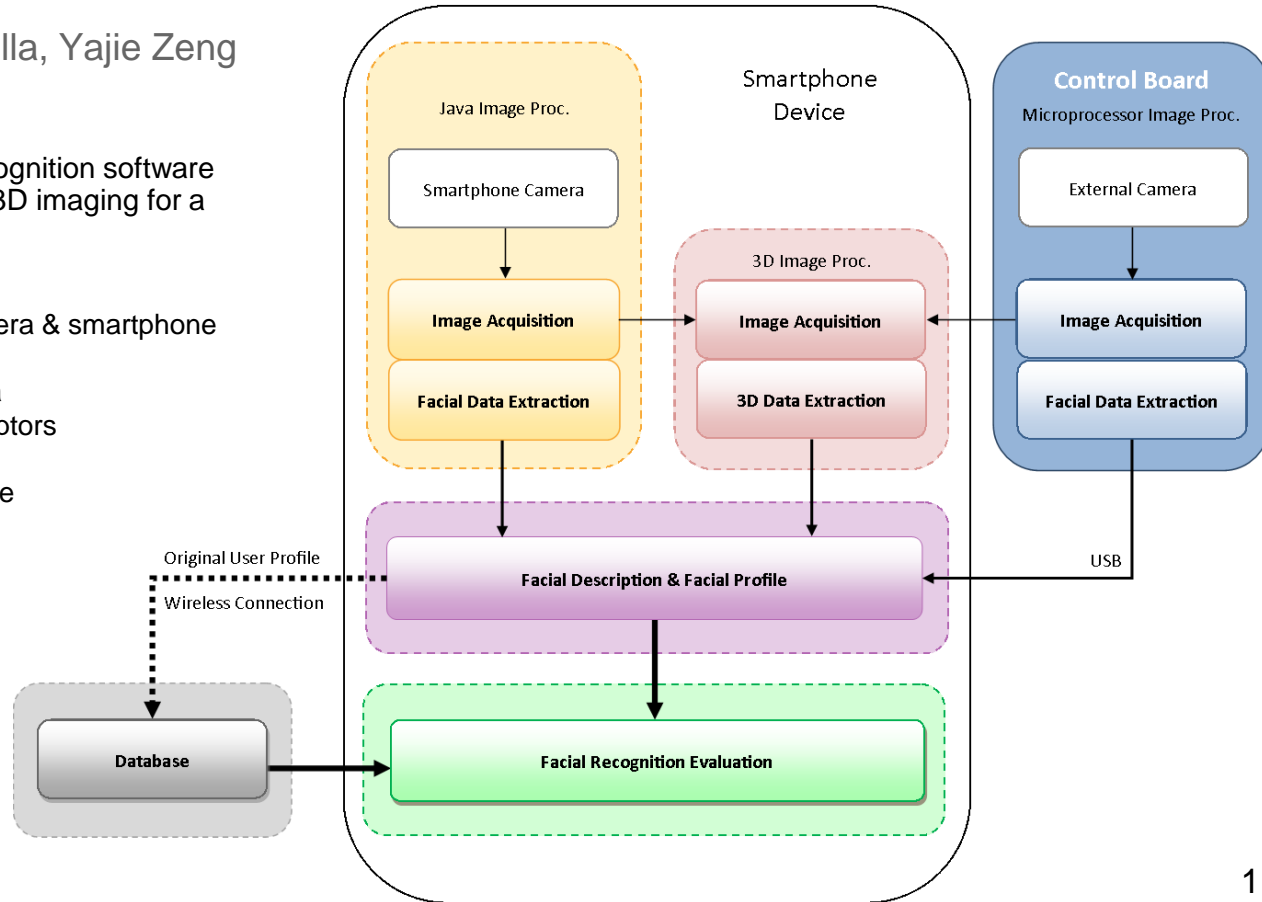 lla, Yajie Zeng
ognition software
3D imaging for a
era & smartphone
a
otors
e
Smartphone
Device
Java Image Proc.
Smartphone Camera
Image Acquisition
Facial Data Extraction
3D Image Proc.
Image Acquisition
3D Data Extraction
Control Board
Microprocessor Image Proc.
External Camera
Image Acquisition
Facial Data Extraction
USB
Original User Profile
Wireless Connection
Facial Description & Facial Profile
Database
Facial Recognition Evaluation
1